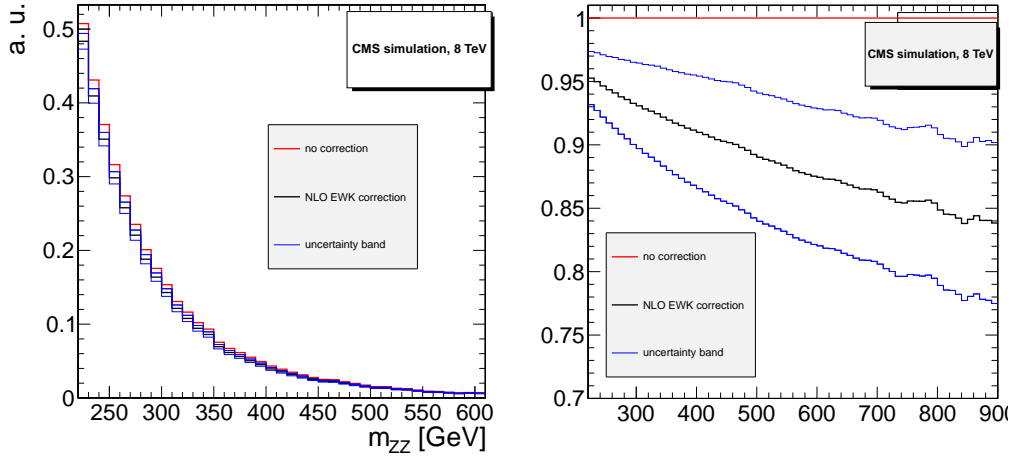 a. u.
0.5
0.4
0.3
0.2
0.1
0
250 300 350 400 450 500 550 600
m_ZZ [GeV]
CMS simulation, 8 TeV
no correction
NLO EWK correction
uncertainty band
1
0.95
0.9
0.85
0.8
0.75
0.7
300 400 500 600 700 800 900
CMS simulation, 8 TeV
no correction
NLO EWK correction
uncertainty band